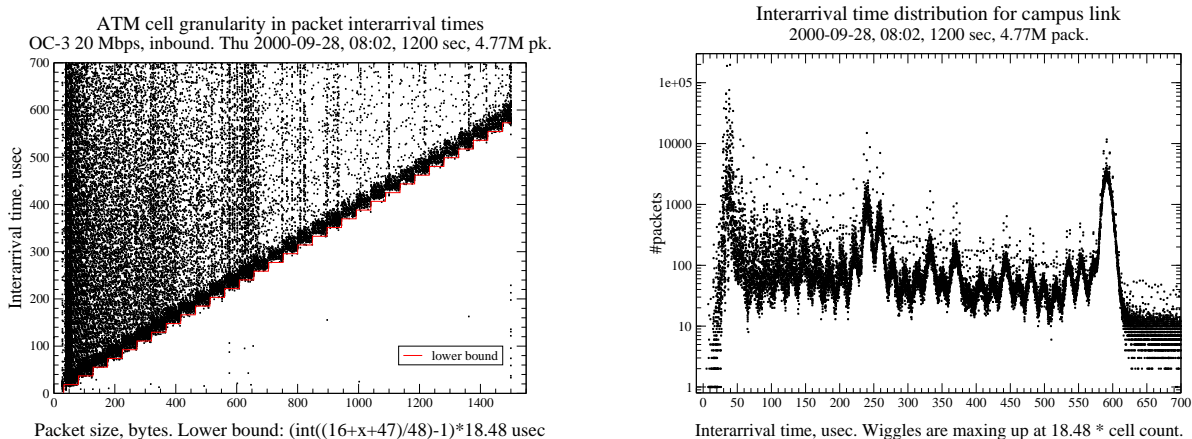 ATM cell granularity in packet interarrival times
OC-3 20 Mbps, inbound. Thu 2000-09-28, 08:02, 1200 sec, 4.77M pk.
700
600
500
400
300
200
100
0
Interarrival time, usec
lower bound
0 200 400 600 800 1000 1200 1400
Packet size, bytes. Lower bound: (int((16+x+47)/48)-1)*18.48 usec
Interarrival time distribution for campus link
2000-09-28, 08:02, 1200 sec, 4.77M pack.
1e+05
10000
1000
100
10
1
#packets
0 50 100 150 200 250 300 350 400 450 500 550 600 650 700
Interarrival time, usec. Wiggles are maxing up at 18.48 * cell count.